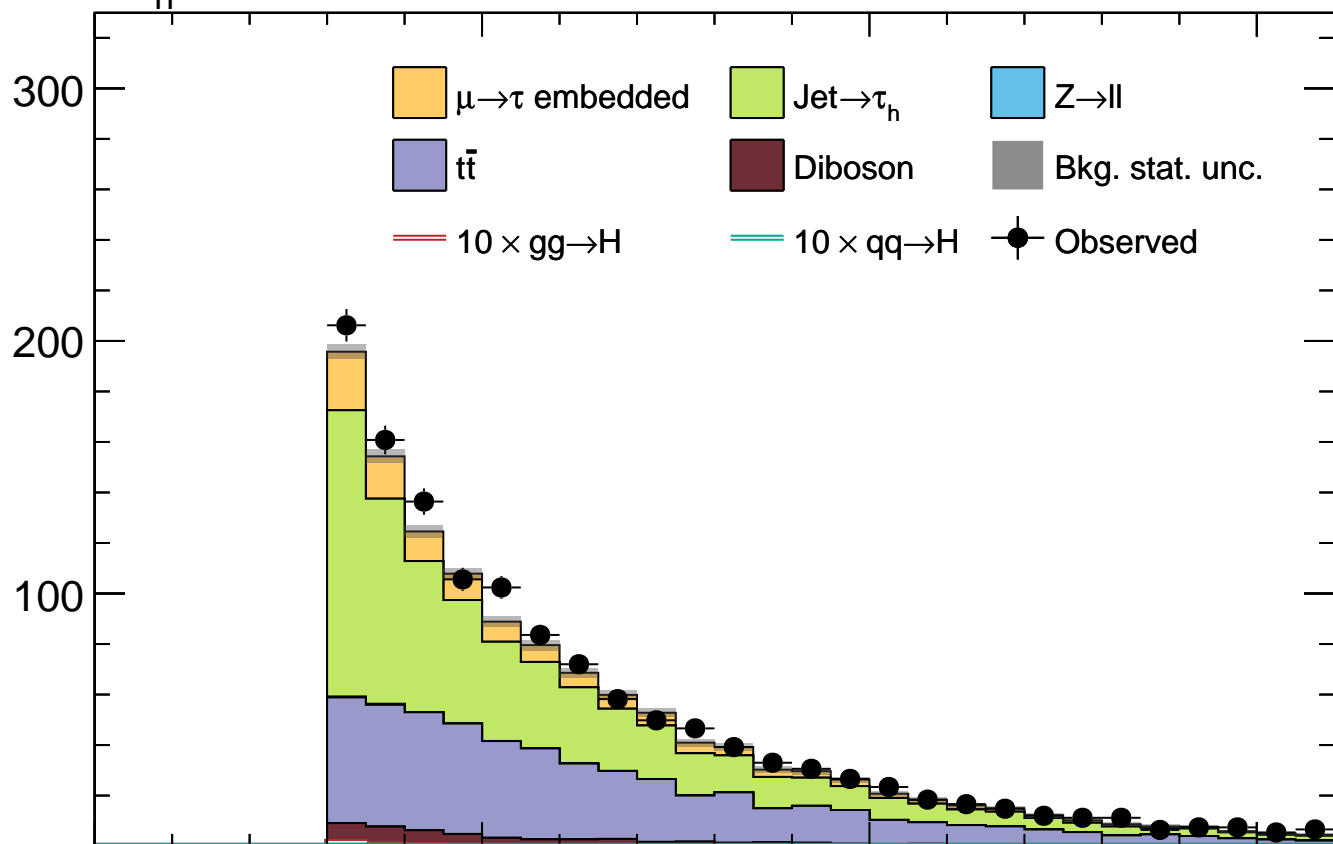 300
μ→τ embedded Jet→τh Z→ll
tt̄ Diboson Bkg. stat. unc.
10 × gg→H 10 × qq→H Observed
200
100